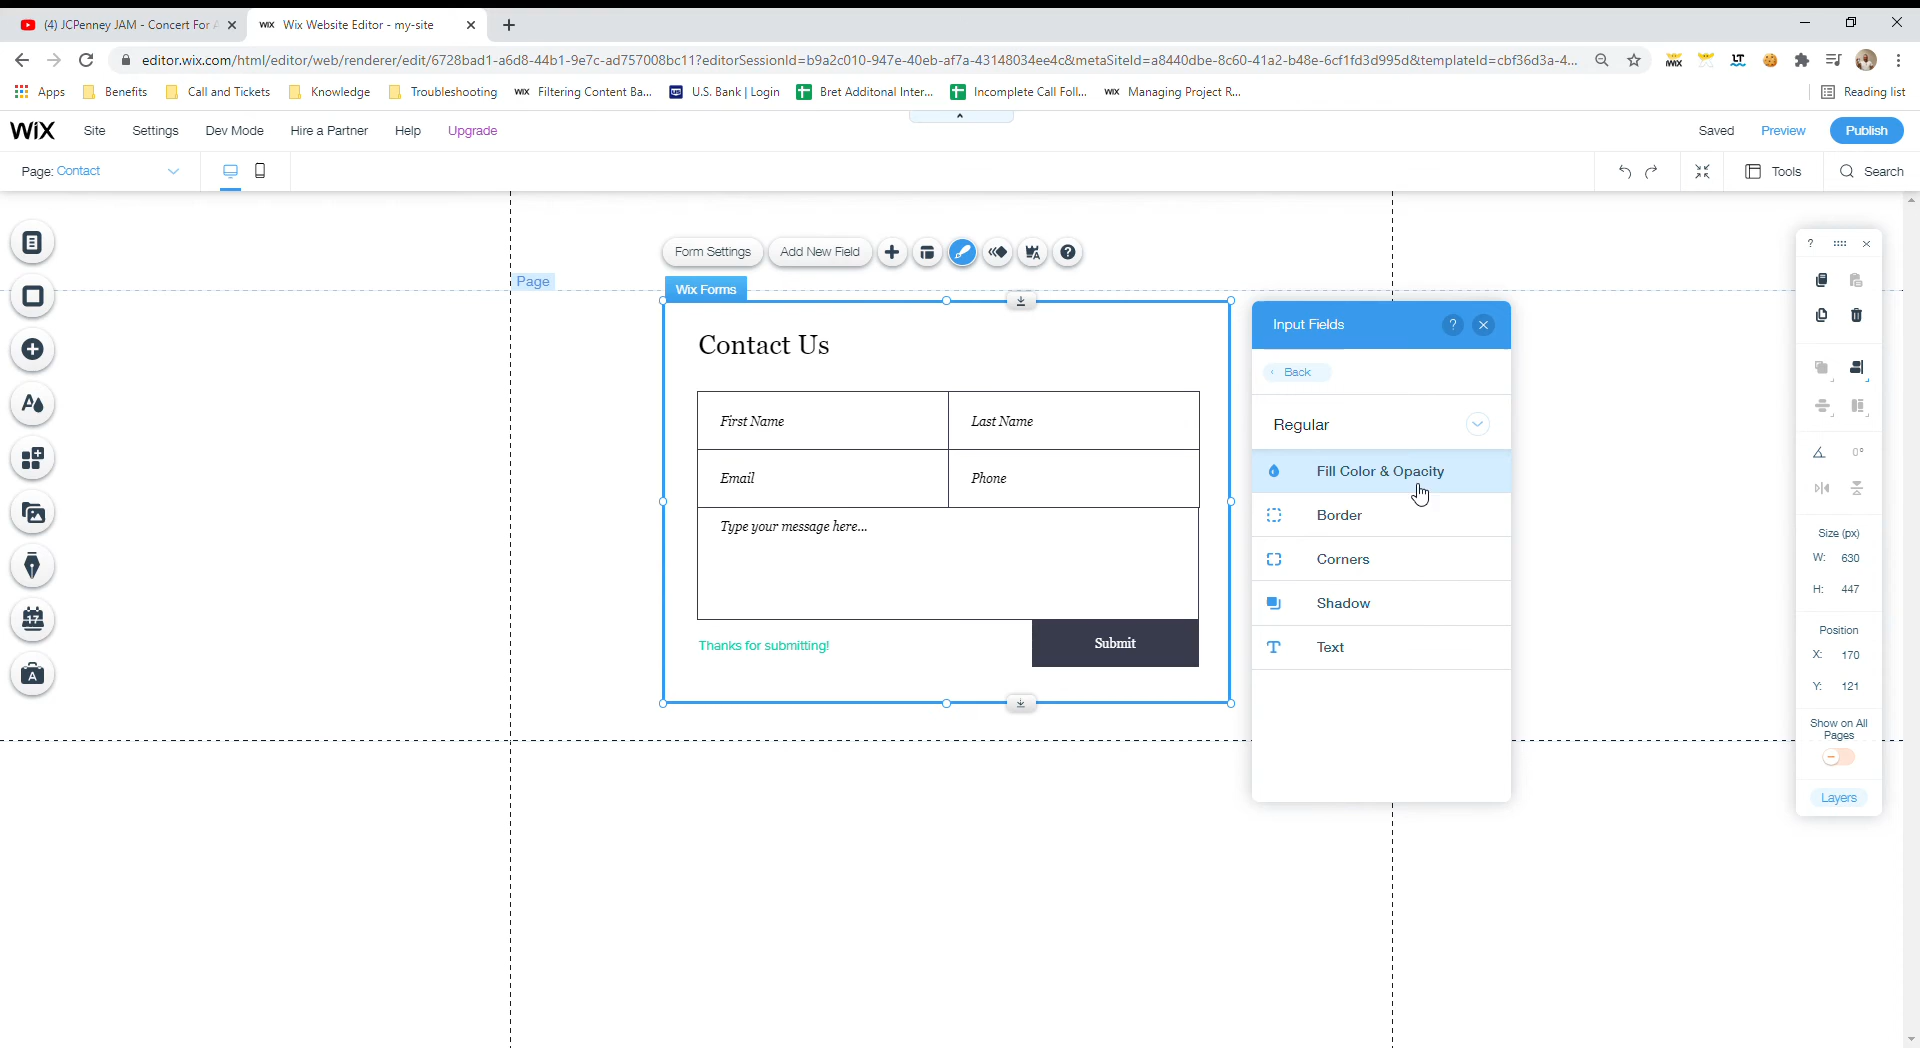 (4) JCPenney JAM - Concert For
WIX Wix Website Editor - my-site
editor.wix.com/html/editor/web/renderer/edit/6728bad1-a6d8-44b1-9e7c-ad757008bc11?editorSessionId=b9a2c010-947e-40eb-af7a-43148034ee4c&metaSiteId=a8440dbe-8c60-41a2-b48e-6cf1fd3d995d&templateId=cbf36d3a-4...
Apps Benefits Call and Tickets Knowledge Troubleshooting WIX Filtering Content Ba... U.S. Bank | Login Bret Additonal Inter... Incomplete Call Foll... WIX Managing Project R... Reading list
WIX Site Settings Dev Mode Hire a Partner Help Upgrade Saved Preview Publish
Page: Contact Tools Search
Form Settings Add New Field
Page
Wix Forms
Contact Us
First Name Last Name
Email Phone
Type your message here...
Thanks for submitting!
Submit
Input Fields ?
Back
Regular
Fill Color & Opacity
Border
Corners
Shadow
Text
?
0°
Size (px)
W: 630
H: 447
Position
X: 170
Y: 121
Show on All
Pages
Layers